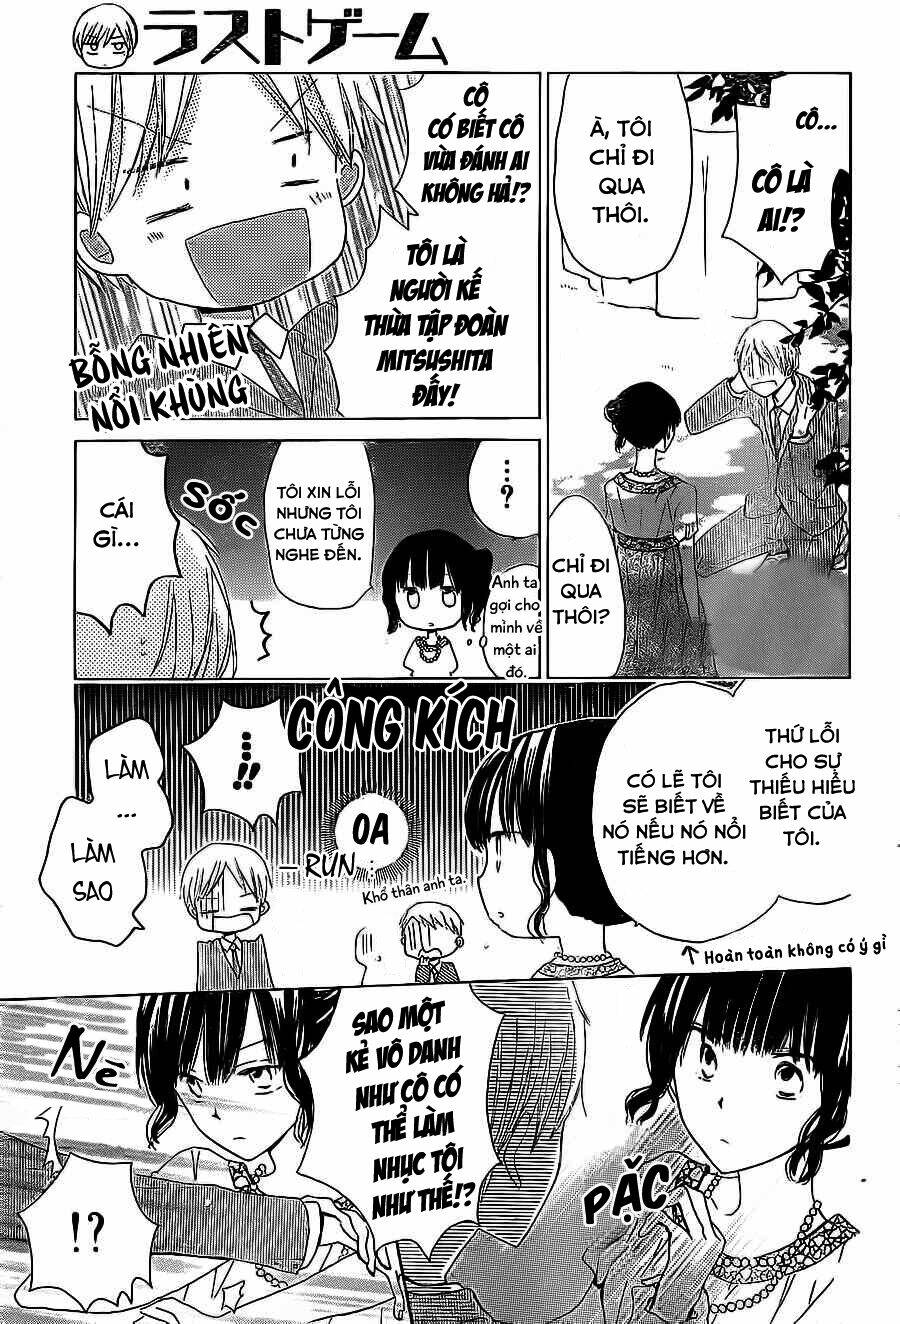 ラストゲーム
CÔ...
CÔ LÀ
AI!?
À, TÔI
CHỈ ĐI
QUA
THÔI.
CHỈ ĐI
QUA
THÔI?
CÔ
CÓ BIẾT CÔ
VỪA ĐÁNH AI
KHÔNG HẢ!?
TÔI LÀ
NGƯỜI KẾ
THỪA TẬP ĐOÀN
MITSUSHITA
ĐẤY!
BỖNG NHIÊN
NỔI KHÙNG
...?
Anh ta
gợi cho
mình về
một ai
đó.
TÔI XIN LỖI
NHƯNG TÔI
CHƯA TỪNG
NGHE ĐẾN.
SỐC
CÁI
GÌ...
THỨ LỖI
CHO SỰ
THIẾU HIỂU
BIẾT CỦA
TÔI.
CÓ LẼ TÔI
SẼ BIẾT VỀ
NÓ NẾU NÓ NỔI
TIẾNG HƠN.
↑ Hoàn toàn không có ý gỉ
CÔNG KÍCH
OA
Khổ thân anh ta.
...!!
RUN
LÀM
...
LÀM
SAO
PẶC
SAO MỘT
KẺ VÔ DANH
NHƯ CÔ CÓ
THỂ LÀM
NHỤC TÔI
NHƯ THẾ!?
Nè
!?